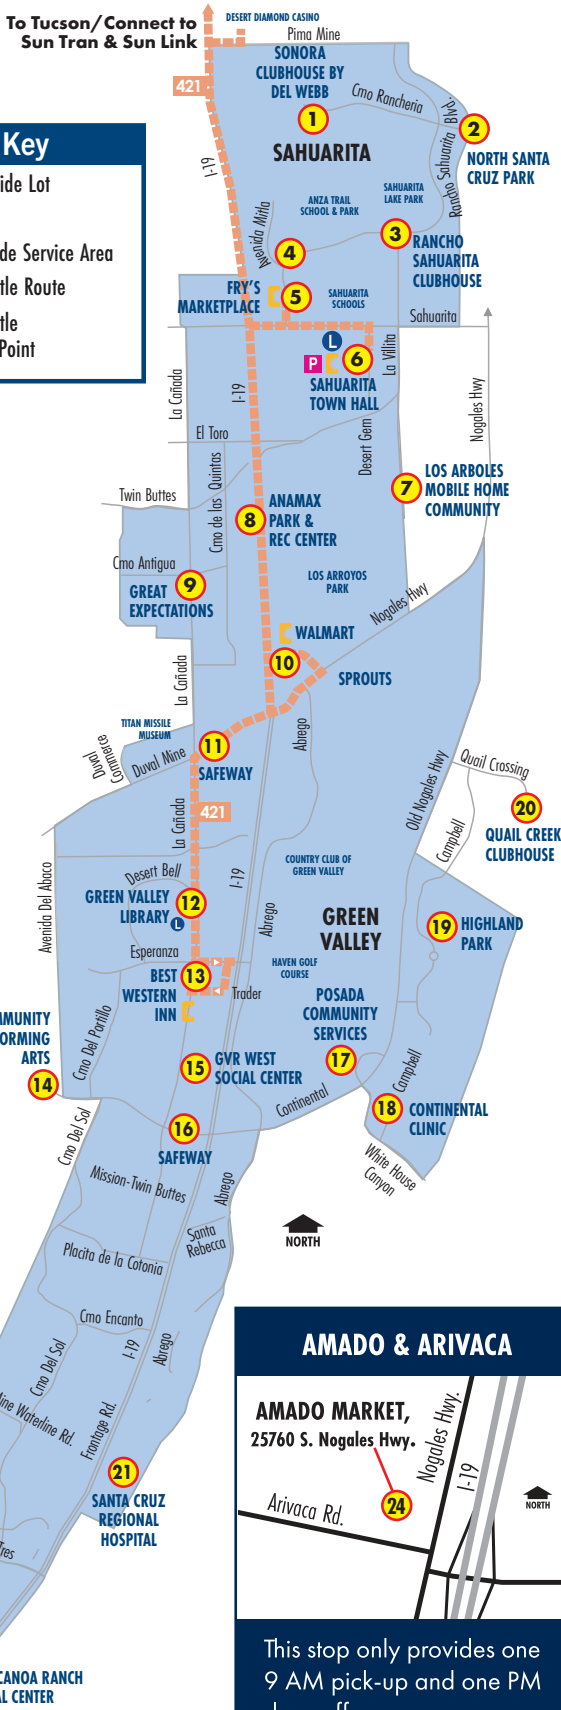 To Tucson/Connect to
Sun Tran & Sun Link
DESERT DIAMOND CASINO
Pima Mine
SONORA
CLUBHOUSE BY
DEL WEBB
421
Cmo Rancheria
1
2
SAHUARITA
NORTH SANTA
CRUZ PARK
I-19
Rancho Sahuarita Blvd.
Key
ide Lot
de Service Area
tle Route
tle
Point
ANZA TRAIL
SCHOOL & PARK
SAHUARITA
LAKE PARK
Avenida Mitla
3
RANCHO
SAHUARITA
CLUBHOUSE
4
FRY'S
MARKETPLACE
5
SAHUARITA
SCHOOLS
Sahuarita
L
P
6
La Villita
SAHUARITA
TOWN HALL
La Cañada
I-19
Nogales Hwy
El Toro
Desert Gem
Cmo de las Quintas
7
LOS ARBOLES
MOBILE HOME
COMMUNITY
Twin Buttes
8
ANAMAX
PARK &
REC CENTER
Cmo Antigua
9
GREAT
EXPECTATIONS
LOS ARROYOS
PARK
Nogales Hwy
WALMART
10
SPROUTS
La Cañada
TITAN MISSILE
MUSEUM
Abrego
Duval
Commerce
Duval Mine
11
SAFEWAY
Old Nogales Hwy
Quail Crossing
20
QUAIL CREEK
CLUBHOUSE
La Cañada
421
Campbell
COUNTRY CLUB OF
GREEN VALLEY
Avenida Del Abaco
Desert Bell
I-19
GREEN VALLEY
LIBRARY
12
L
Abrego
GREEN
VALLEY
19
HIGHLAND
PARK
Esperanza
BEST
WESTERN
INN
13
Trader
HAVEN GOLF
COURSE
POSADA
COMMUNITY
SERVICES
MMUNITY
ORMING
ARTS
14
Cmo Del Portillo
15
GVR WEST
SOCIAL CENTER
17
Campbell
Continental
18
CONTINENTAL
CLINIC
Cmo Del Sol
16
SAFEWAY
White House
Canyon
Mission-Twin Buttes
Abrego
Santa
Rebecca
NORTH
Placita de la Cotonia
Cmo Encanto
Cmo Del Sol
I-19
Abrego
ine Waterline Rd.
Frontage Rd.
21
SANTA CRUZ
REGIONAL
HOSPITAL
Tres
CANOA RANCH
AL CENTER
AMADO & ARIVACA
AMADO MARKET,
25760 S. Nogales Hwy.
Nogales Hwy.
I-19
24
Arivaca Rd.
NORTH
This stop only provides one
9 AM pick-up and one PM